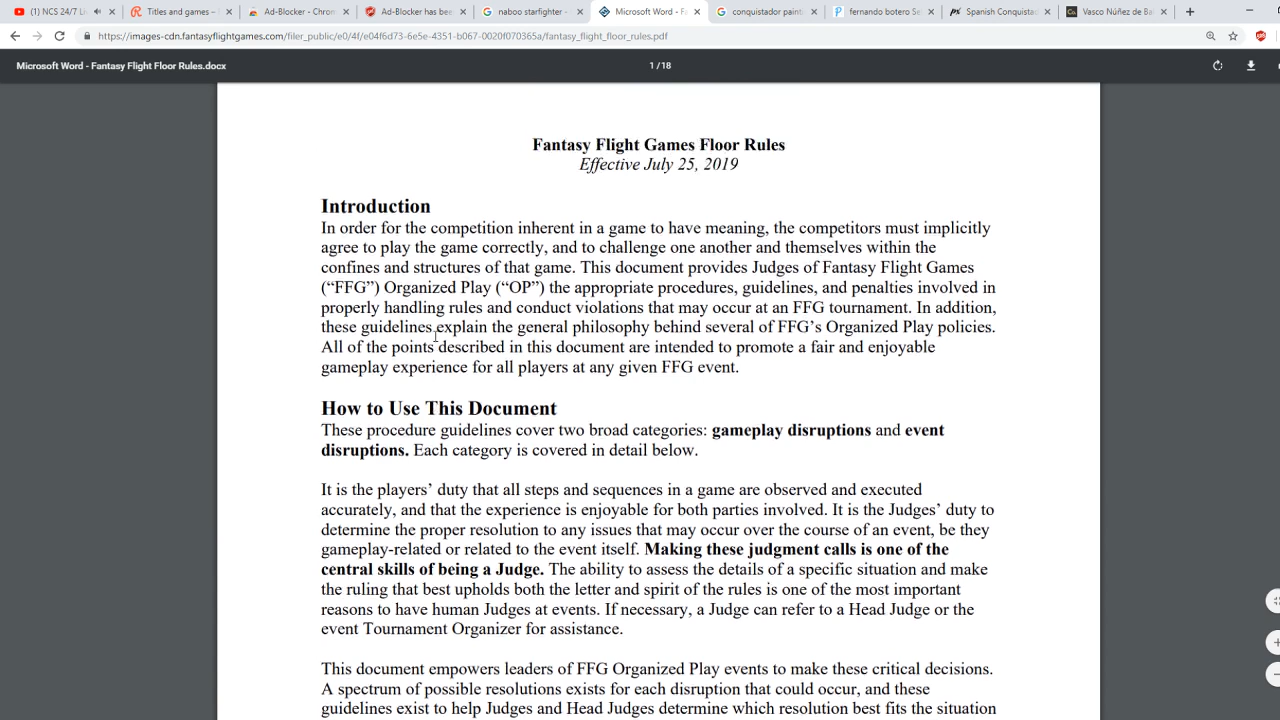 (1) NCS 24/7 Li
Titles and games –
Ad-Blocker - Chrom
Ad-Blocker has bee
naboo starfighter -
Microsoft Word - Fa
conquistador painti
fernando botero Se
Spanish Conquista
Vasco Núñez de Bal
https://images-cdn.fantasyflightgames.com/filer_public/e0/4f/e04f6d73-6e5e-4351-b067-0020f070365a/fantasy_flight_floor_rules.pdf
Microsoft Word - Fantasy Flight Floor Rules.docx
1 / 18
Fantasy Flight Games Floor Rules
Effective July 25, 2019
Introduction
In order for the competition inherent in a game to have meaning, the competitors must implicitly
agree to play the game correctly, and to challenge one another and themselves within the
confines and structures of that game. This document provides Judges of Fantasy Flight Games
(“FFG”) Organized Play (“OP”) the appropriate procedures, guidelines, and penalties involved in
properly handling rules and conduct violations that may occur at an FFG tournament. In addition,
these guidelines explain the general philosophy behind several of FFG’s Organized Play policies.
All of the points described in this document are intended to promote a fair and enjoyable
gameplay experience for all players at any given FFG event.
How to Use This Document
These procedure guidelines cover two broad categories: gameplay disruptions and event
disruptions. Each category is covered in detail below.
It is the players’ duty that all steps and sequences in a game are observed and executed
accurately, and that the experience is enjoyable for both parties involved. It is the Judges’ duty to
determine the proper resolution to any issues that may occur over the course of an event, be they
gameplay-related or related to the event itself. Making these judgment calls is one of the
central skills of being a Judge. The ability to assess the details of a specific situation and make
the ruling that best upholds both the letter and spirit of the rules is one of the most important
reasons to have human Judges at events. If necessary, a Judge can refer to a Head Judge or the
event Tournament Organizer for assistance.
This document empowers leaders of FFG Organized Play events to make these critical decisions.
A spectrum of possible resolutions exists for each disruption that could occur, and these
guidelines exist to help Judges and Head Judges determine which resolution best fits the situation